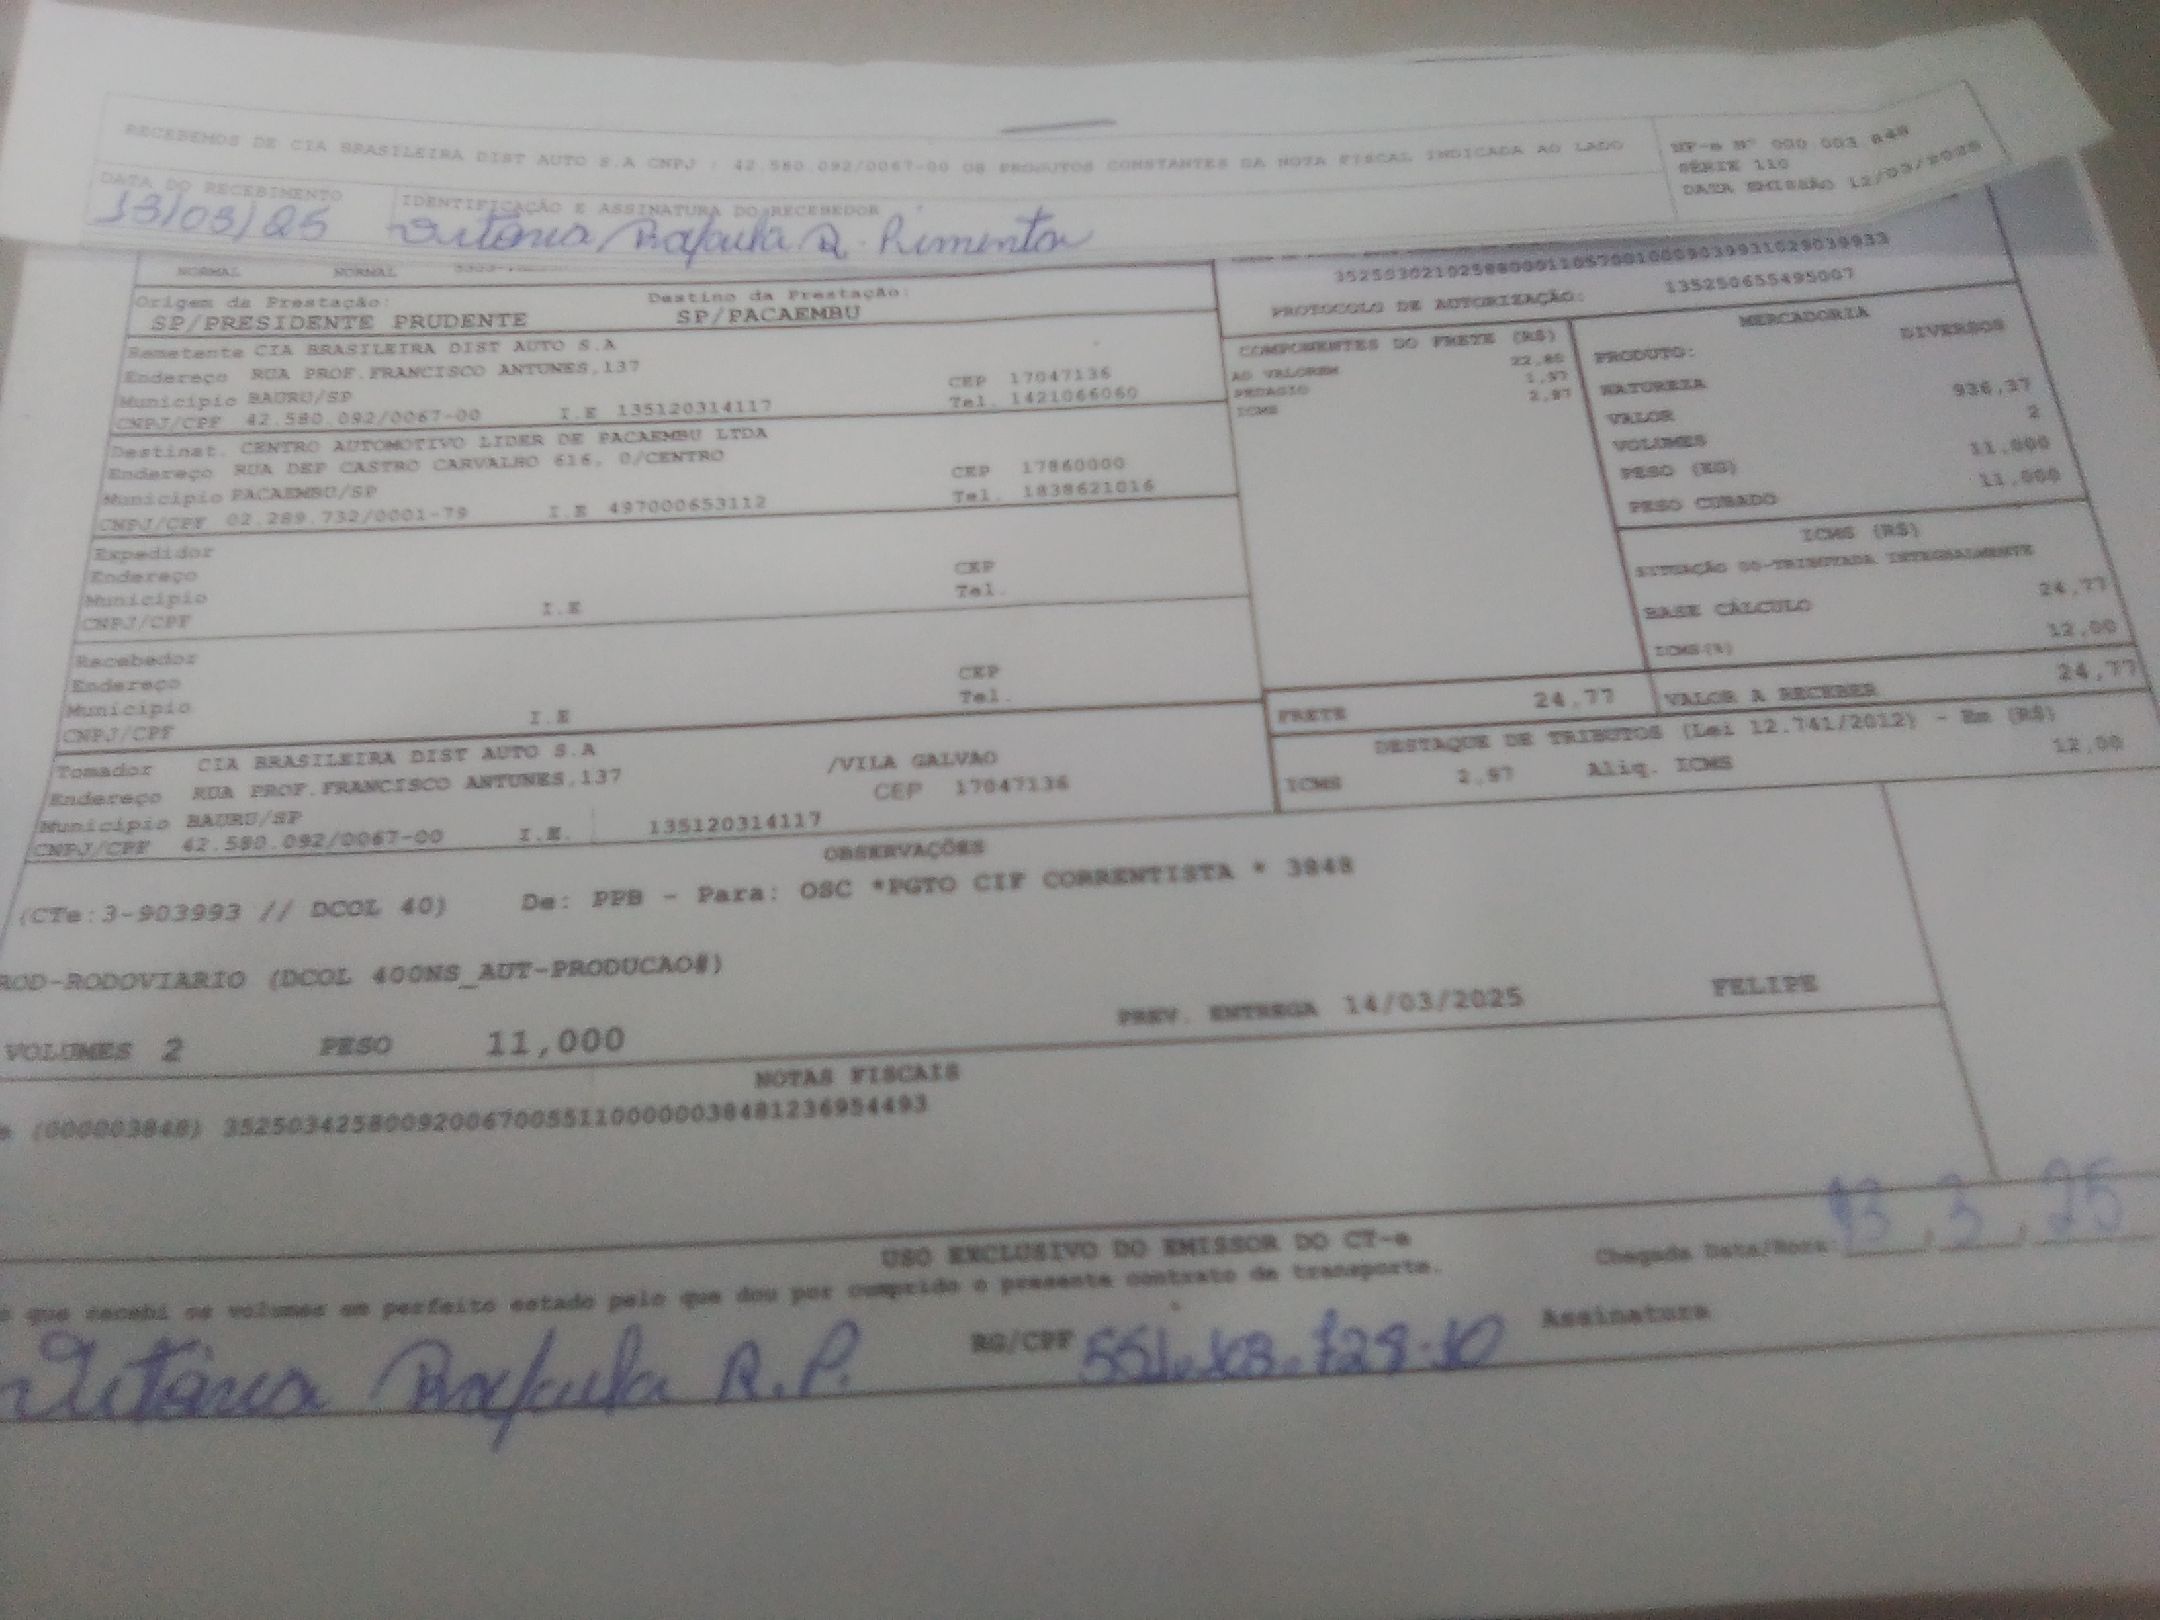 RECEBEMOS DE CIA BRASILEIRA DIST AUTO S.A CNPJ : 42.580.092/0067-00 OS PRODUTOS CONSTANTES DA NOTA FISCAL INDICADA AO LADO
NF-e Nº 000 003 848
SÉRIE 110
DATA EMISSÃO 12/03/2025
DATA DO RECEBIMENTO
13/03/25
IDENTIFICAÇÃO E ASSINATURA DO RECEBEDOR
Vitória Rafaela R. Pimenta
NORMAL NORMAL
135250655495007
PROTOCOLO DE AUTORIZAÇÃO:
Origem da Prestação: Destino da Prestação:
SP/PRESIDENTE PRUDENTE SP/PACAEMBU
Remetente CIA BRASILEIRA DIST AUTO S.A
Endereço RUA PROF.FRANCISCO ANTUNES,137
Município BAURU/SP CEP 17047136
CNPJ/CPF 42.580.092/0067-00 I.E 135120314117 Tel. 1421066060
Destinat. CENTRO AUTOMOTIVO LIDER DE PACAEMBU LTDA
Endereço RUA DEP CASTRO CARVALHO 616, 0/CENTRO
Município PACAEMBU/SP CEP 17860000
CNPJ/CPF 02.289.732/0001-79 I.E 497000653112 Tel. 1838621016
Expedidor
Endereço CEP
Município Tel.
CNPJ/CPF I.E
Recebedor
Endereço CEP
Município Tel.
CNPJ/CPF I.E
Tomador CIA BRASILEIRA DIST AUTO S.A
Endereço RUA PROF.FRANCISCO ANTUNES,137 /VILA GALVAO
Município BAURU/SP CEP 17047136
CNPJ/CPF 42.580.092/0067-00 I.E. 135120314117
COMPONENTES DO FRETE (R$)
AD VALOREM
PEDAGIO
ICMS 2,97
MERCADORIA
PRODUTO: DIVERSOS
NATUREZA
VALOR 936,37
VOLUMES 2
PESO (KG) 11,000
PESO CUBADO 11,000
ICMS (R$)
SITUAÇÃO 00-TRIBUTADA INTEGRALMENTE
BASE CÁLCULO 24,77
ICMS(%) 12,00
FRETE 24,77 VALOR A RECEBER 24,77
DESTAQUE DE TRIBUTOS (Lei 12.741/2012) - Em (R$)
ICMS 2,97 Aliq. ICMS 12,00
OBSERVAÇÕES
(CTe:3-903993 // DCOL 40) De: PPB - Para: OSC *PGTO CIF CORRENTISTA * 3848
ROD-RODOVIARIO (DCOL 400NS_AUT-PRODUCAO#)
VOLUMES 2 PESO 11,000 PREV. ENTREGA 14/03/2025 FELIPE
NOTAS FISCAIS
(000003848) 35250342580092006700551100000038481236954493
USO EXCLUSIVO DO EMISSOR DO CT-e
que recebi os volumes em perfeito estado pelo que dou por cumprido o presente contrato de transporte.
Chegada Data/Hora 13 , 3 , 25
Vitória Rafaela R.P.
RG/CPF
Assinatura